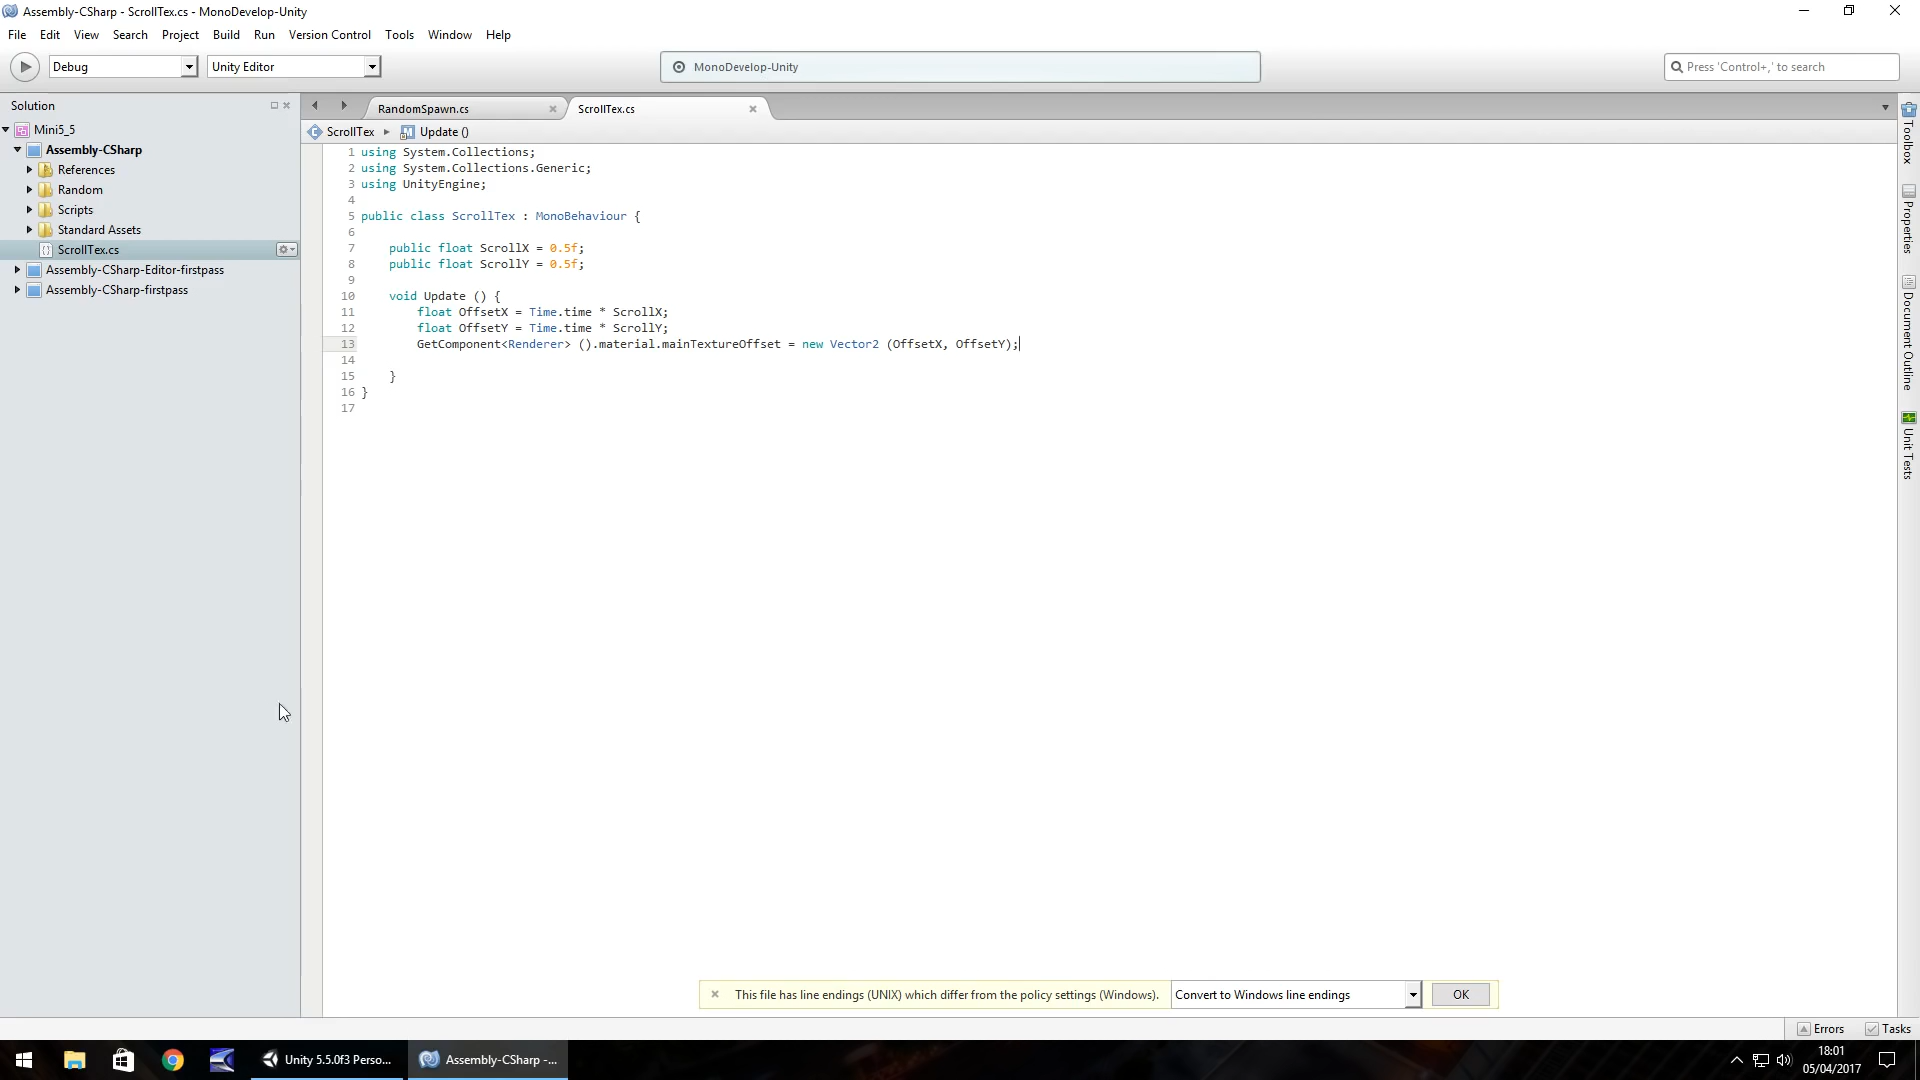 Assembly-CSharp - ScrollTex.cs - MonoDevelop-Unity
File Edit View Search Project Build Run Version Control Tools Window Help
Debug Unity Editor MonoDevelop-Unity Press 'Control+,' to search
Solution
Mini5_5
Assembly-CSharp
References
Random
Scripts
Standard Assets
ScrollTex.cs
Assembly-CSharp-Editor-firstpass
Assembly-CSharp-firstpass
RandomSpawn.cs ScrollTex.cs
ScrollTex Update ()
1 using System.Collections;
2 using System.Collections.Generic;
3 using UnityEngine;
4
5 public class ScrollTex : MonoBehaviour {
6
7 public float ScrollX = 0.5f;
8 public float ScrollY = 0.5f;
9
10 void Update () {
11 float OffsetX = Time.time * ScrollX;
12 float OffsetY = Time.time * ScrollY;
13 GetComponent<Renderer> ().material.mainTextureOffset = new Vector2 (OffsetX, OffsetY);
14
15 }
16 }
17
Toolbox
Properties
Document Outline
Unit Tests
This file has line endings (UNIX) which differ from the policy settings (Windows). Convert to Windows line endings OK
Errors Tasks
Unity 5.5.0f3 Perso... Assembly-CSharp -...
18:01
05/04/2017